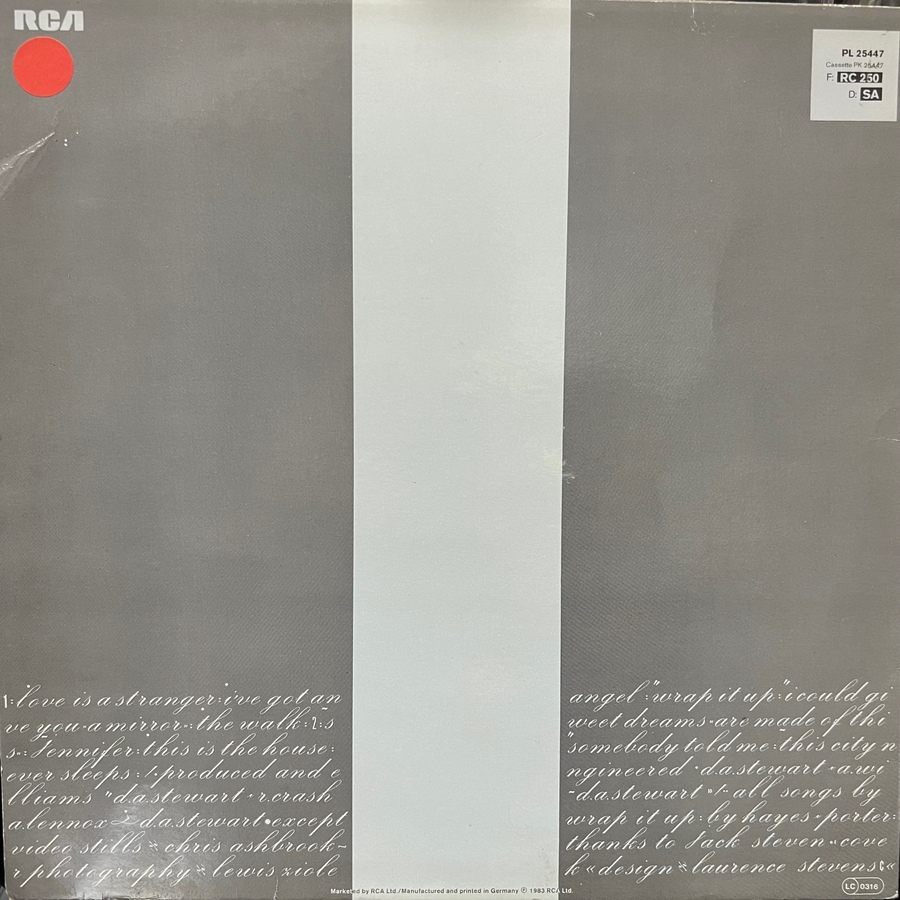 RCA
PL 25447
Cassette PK 25447
F: RC 250
D: SA
1: love is a stranger: i've got an angel: "wrap it up: "i could gi
ve you-a mirror-: the walk: 2: s weet dreams-are made of thi
s-: Jennifer: this is the house: "somebody told me: this city n
ever sleeps: produced and e ngineered · d.a.stewart -a.wi
lliams "d.a.stewart · r.crash -d.a.stewart "all songs by
a.lennox - d.a.stewart•except wrap it up: by hayes-porter:
video stills - chris ashbrook- thanks to Jack steven "cove
r photography - lewis ziole k "design" laurence stevens
Marketed by RCA Ltd./Manufactured and printed in Germany ℗ 1983 RCA Ltd.
LC 0316